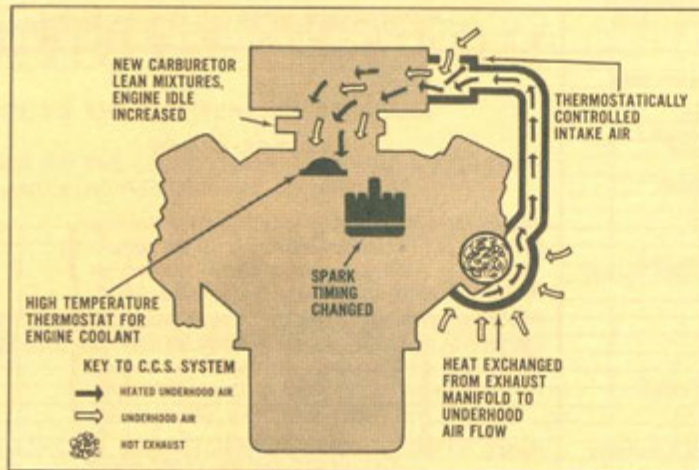 NEW CARBURETOR
LEAN MIXTURES,
ENGINE IDLE
INCREASED
THERMOSTATICALLY
CONTROLLED
INTAKE AIR
SPARK
TIMING
CHANGED
HIGH TEMPERATURE
THERMOSTAT FOR
ENGINE COOLANT
KEY TO C.C.S. SYSTEM
HEATED UNDERHOOD AIR
UNDERHOOD AIR
HOT EXHAUST
HEAT EXCHANGED
FROM EXHAUST
MANIFOLD TO
UNDERHOOD
AIR FLOW